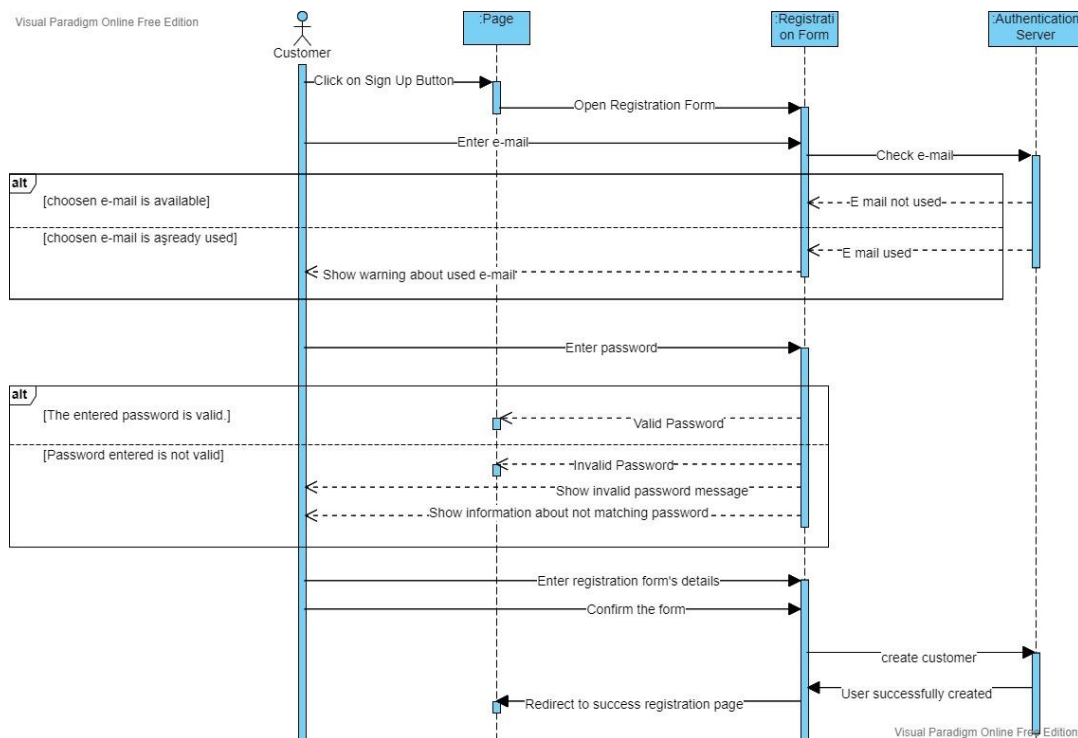 Visual Paradigm Online Free Edition
Customer
:Page
:Registrati
on Form
:Authentication
Server
Click on Sign Up Button
Open Registration Form
Enter e-mail
Check e-mail
alt
[choosen e-mail is available]
E mail not used
[choosen e-mail is aşready used]
E mail used
Show warning about used e-mail
Enter password
alt
[The entered password is valid.]
Valid Password
[Password entered is not valid]
Invalid Password
Show invalid password message
Show information about not matching password
Enter registration form's details
Confirm the form
create customer
User successfully created
Redirect to success registration page
Visual Paradigm Online Free Edition